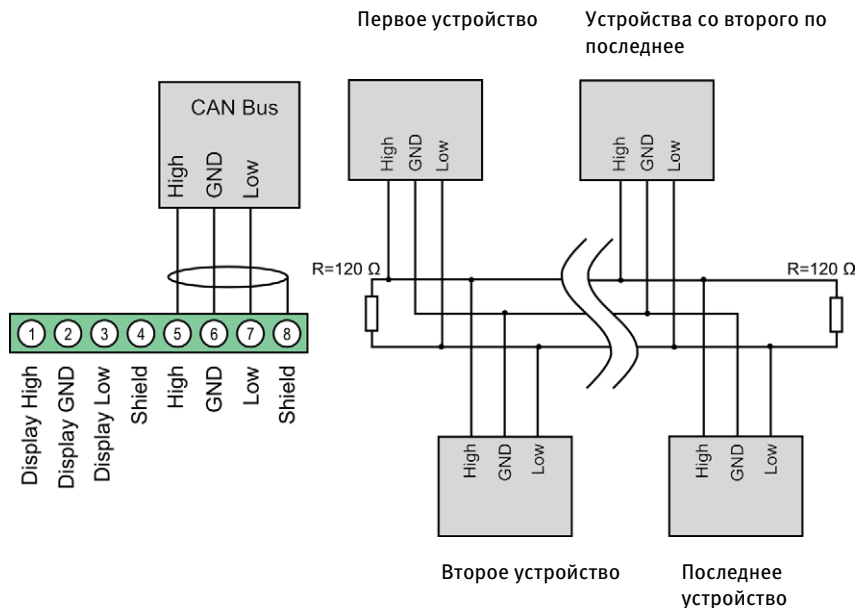 Первое устройство
Устройства со второго по
последнее
CAN Bus
High
GND
Low
High
GND
Low
High
GND
Low
R=120 Ω
R=120 Ω
1
2
3
4
5
6
7
8
Display High
Display GND
Display Low
Shield
High
GND
Low
Shield
High
GND
Low
High
GND
Low
Второе устройство
Последнее
устройство